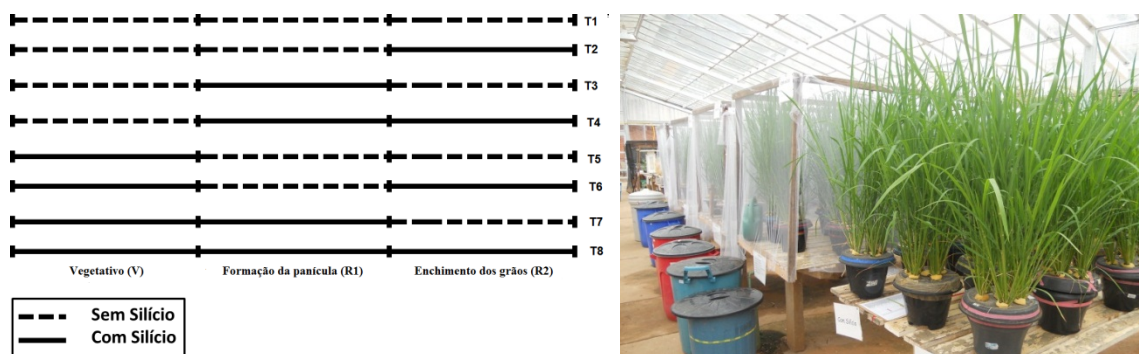 T1
T2
T3
T4
T5
T6
T7
T8
Vegetativo (V) Formação da panícula (R1) Enchimento dos grãos (R2)
Sem Silício
Com Silício